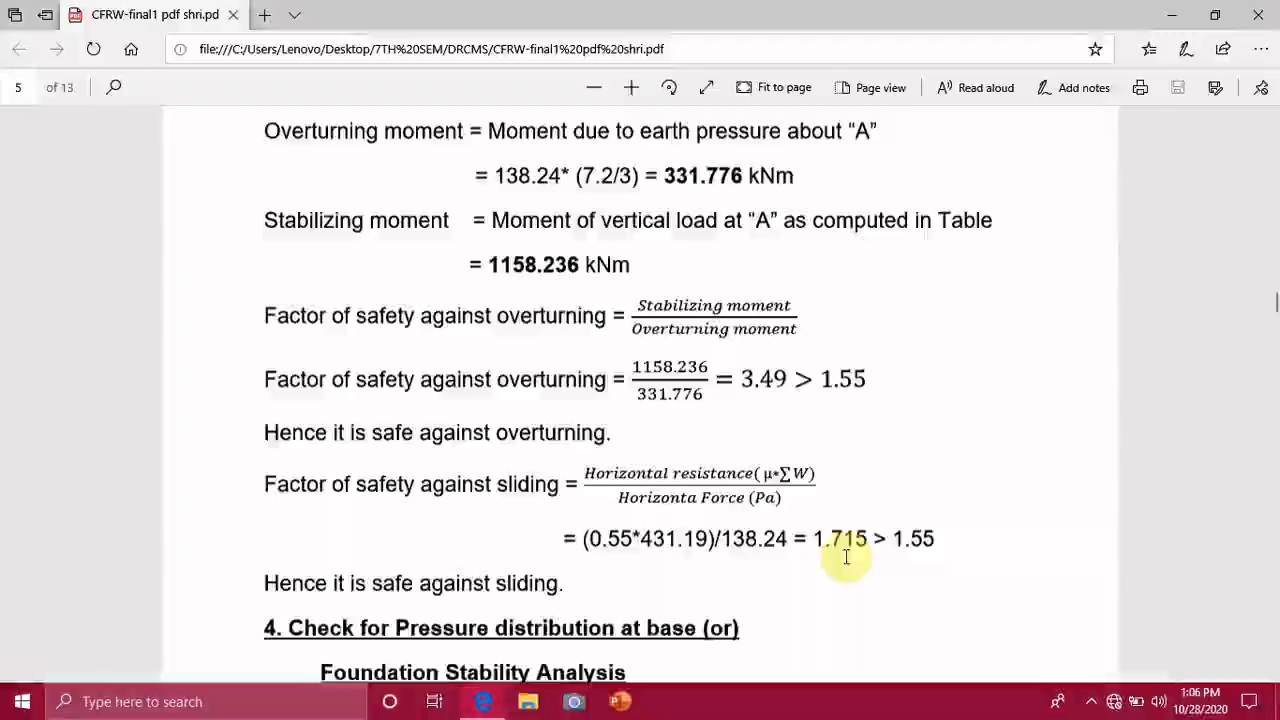 CFRW-final1 pdf shri.pd
file:///C:/Users/Lenovo/Desktop/7TH%20SEM/DRCMS/CFRW-final1%20pdf%20shri.pdf
5 of 13 Fit to page Page view Read aloud Add notes
Overturning moment = Moment due to earth pressure about “A”
= 138.24* (7.2/3) = 331.776 kNm
Stabilizing moment = Moment of vertical load at “A” as computed in Table
= 1158.236 kNm
Factor of safety against overturning = Stabilizing moment / Overturning moment
Factor of safety against overturning = 1158.236 / 331.776 = 3.49 > 1.55
Hence it is safe against overturning.
Factor of safety against sliding = Horizontal resistance( μ*∑W) / Horizonta Force (Pa)
= (0.55*431.19)/138.24 = 1.715 > 1.55
Hence it is safe against sliding.
4. Check for Pressure distribution at base (or)
Foundation Stability Analysis
Type here to search
1:06 PM
10/28/2020